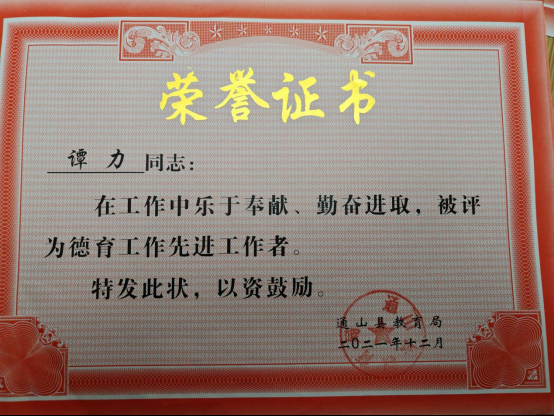 荣誉证书
谭力同志：
在工作中乐于奉献、勤奋进取，被评
为德育工作先进工作者。
特发此状，以资鼓励。
通山县教育局
二〇二一年十二月